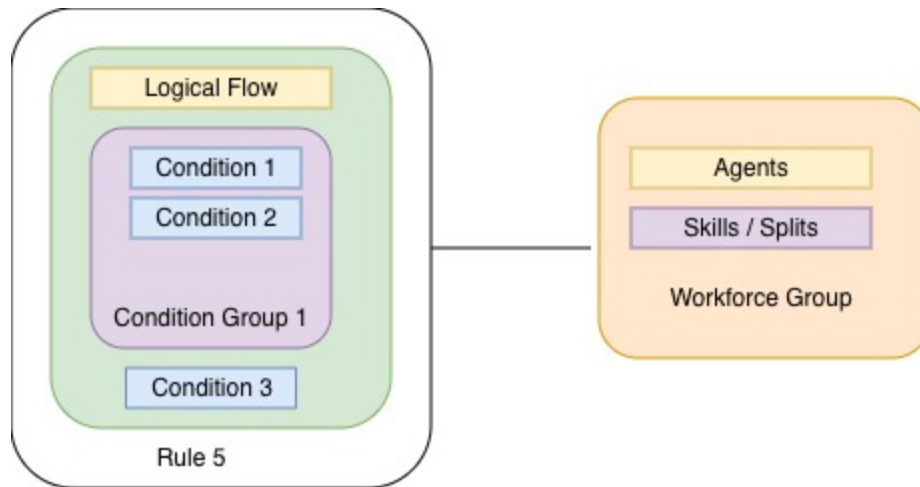 Logical Flow
Condition 1
Condition 2
Condition Group 1
Condition 3
Rule 5
Agents
Skills / Splits
Workforce Group